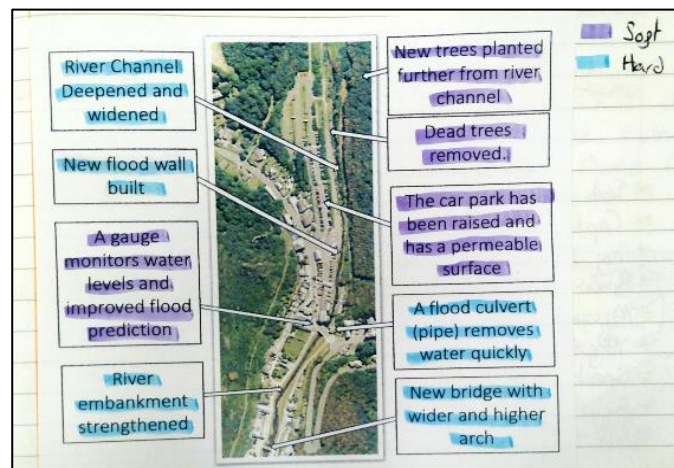 Soft
Hard
River Channel
Deepened and
widened
New flood wall
built
A gauge
monitors water
levels and
improved flood
prediction
River
embankment
strengthened
New trees planted
further from river
channel
Dead trees
removed.
The car park has
been raised and
has a permeable
surface
A flood culvert
(pipe) removes
water quickly
New bridge with
wider and higher
arch